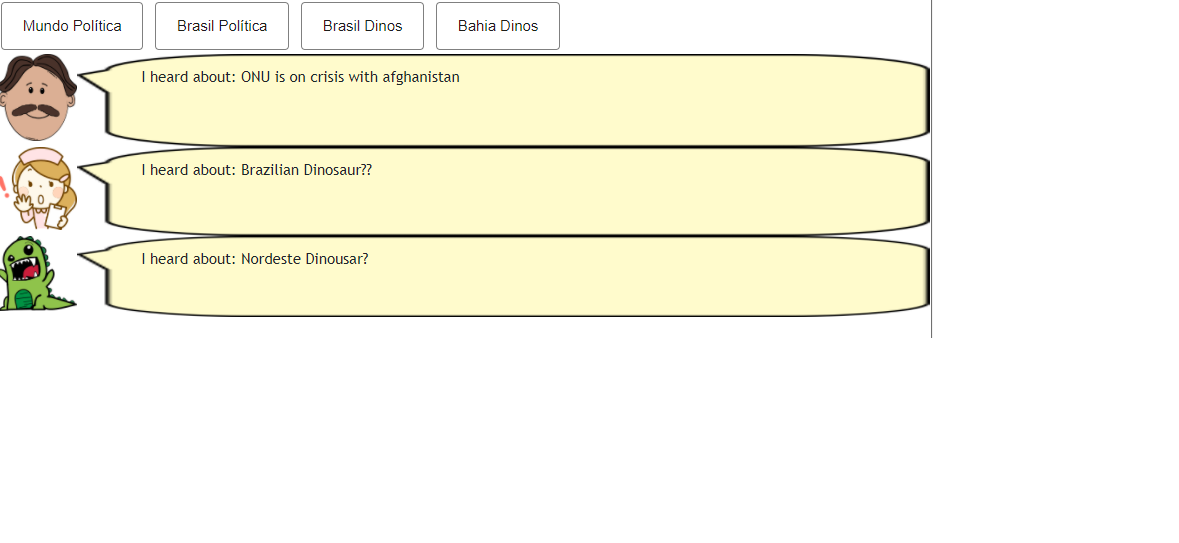 Mundo Política
Brasil Política
Brasil Dinos
Bahia Dinos
I heard about: ONU is on crisis with afghanistan
I heard about: Brazilian Dinosaur??
I heard about: Nordeste Dinousar?